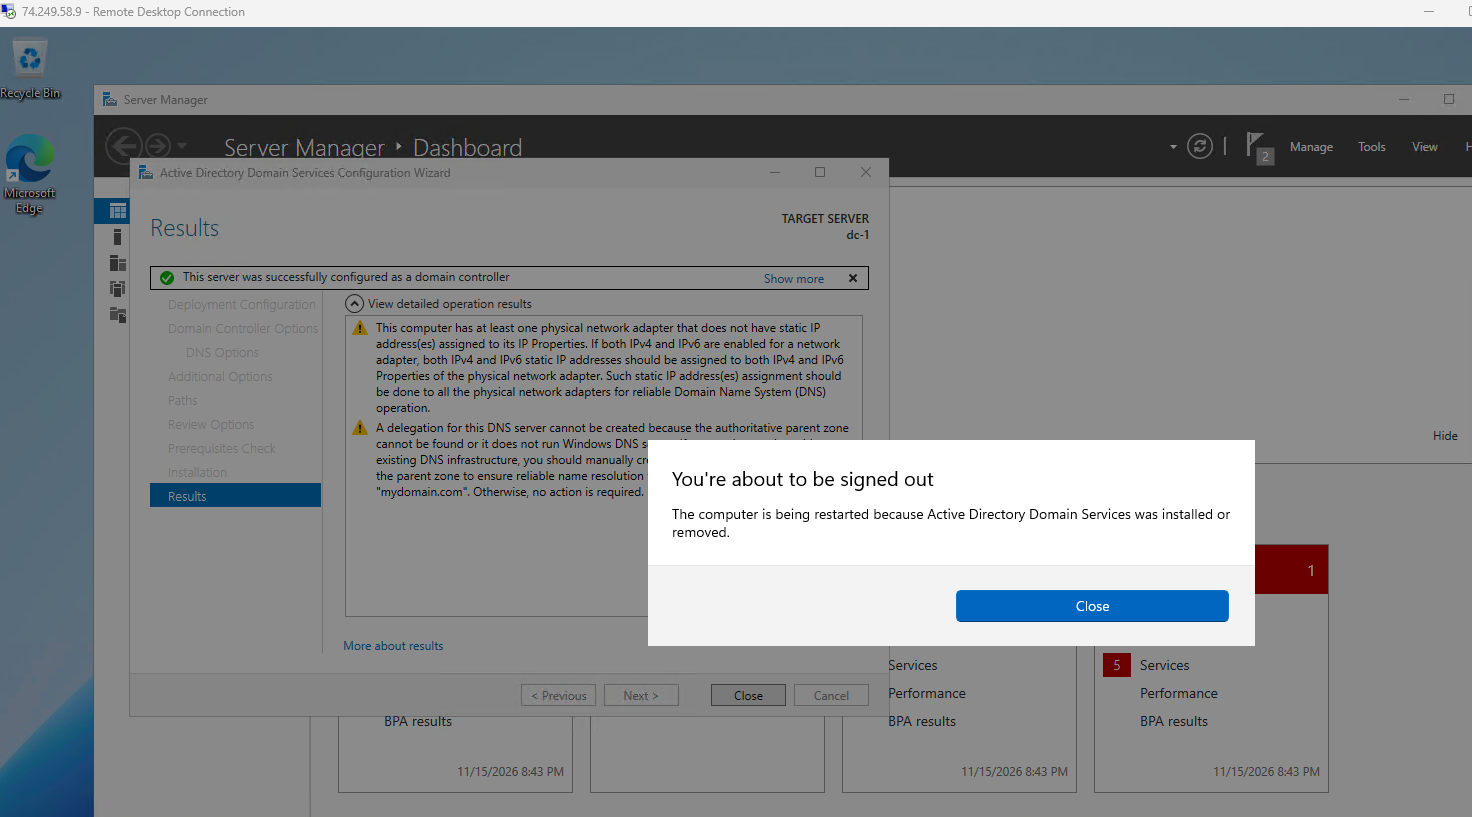 74.249.58.9 - Remote Desktop Connection
Recycle Bin
Microsoft
Edge
Server Manager
Server Manager
Dashboard
2
Manage
Tools
View
H
Active Directory Domain Services Configuration Wizard
Results
TARGET SERVER
dc-1
This server was successfully configured as a domain controller
Show more
Deployment Configuration
Domain Controller Options
DNS Options
Additional Options
Paths
Review Options
Prerequisites Check
Installation
Results
View detailed operation results
This computer has at least one physical network adapter that does not have static IP
address(es) assigned to its IP Properties. If both IPv4 and IPv6 are enabled for a network
adapter, both IPv4 and IPv6 static IP addresses should be assigned to both IPv4 and IPv6
Properties of the physical network adapter. Such static IP address(es) assignment should
be done to all the physical network adapters for reliable Domain Name System (DNS)
operation.
A delegation for this DNS server cannot be created because the authoritative parent zone
cannot be found or it does not run Windows DNS
existing DNS infrastructure, you should manually
the parent zone to ensure reliable name resolution
"mydomain.com". Otherwise, no action is required.
Hide
You're about to be signed out
The computer is being restarted because Active Directory Domain Services was installed or
removed.
Close
1
More about results
< Previous
Next >
Close
Cancel
BPA results
11/15/2026 8:43 PM
Services
Performance
BPA results
11/15/2026 8:43 PM
5
Services
Performance
BPA results
11/15/2026 8:43 PM